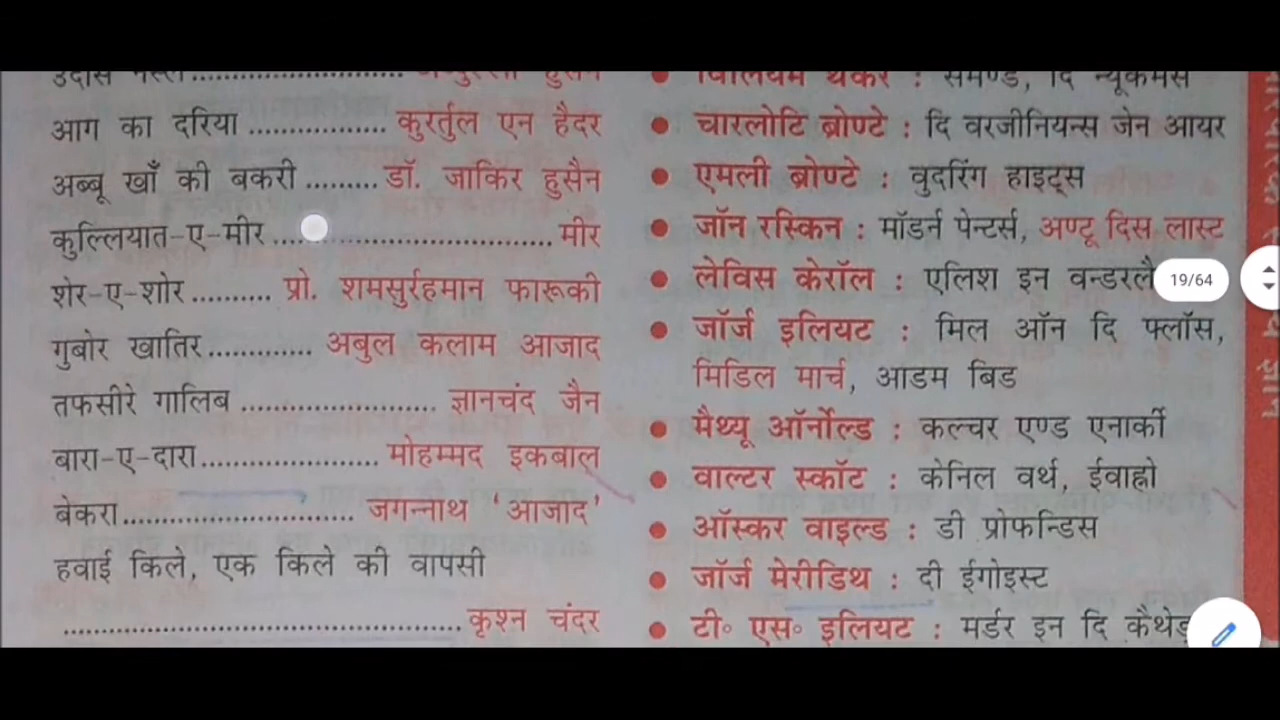 आग का दरिया ................ कुरर्तुल एन हैदर
अब्बू खाँ की बकरी ......... डॉ. जाकिर हुसैन
कुल्लियात-ए-मीर ................................. मीर
शेर-ए-शोर .......... प्रो. शमसुर्रहमान फारूकी
गुबोर खातिर ............. अबुल कलाम आजाद
तफसीरे गालिब ....................... ज्ञानचंद जैन
बारा-ए-दारा ..................... मोहम्मद इकबाल
बेकरा ........................... जगन्नाथ ‘आजाद’
हवाई किले, एक किले की वापसी
.............................................. कृश्न चंदर
दि न्यूकमस
• चारलोटि ब्रोण्टे : दि वरजीनियन्स जेन आयर
• एमली ब्रोण्टे : वुदरिंग हाइट्स
• जॉन रस्किन : मॉडर्न पेन्टर्स, अण्टू दिस लास्ट
• लेविस केरॉल : एलिश इन वन्डरलै
• जॉर्ज इलियट : मिल ऑन दि फ्लॉस,
मिडिल मार्च, आडम बिड
• मैथ्यू ऑर्नोल्ड : कल्चर एण्ड एनार्की
• वाल्टर स्कॉट : केनिल वर्थ, ईवाह्रो
• ऑस्कर वाइल्ड : डी प्रोफन्डिस
• जॉर्ज मेरीडिथ : दी ईगोइस्ट
• टी॰ एस॰ इलियट : मर्डर इन दि कैथेड्
19/64